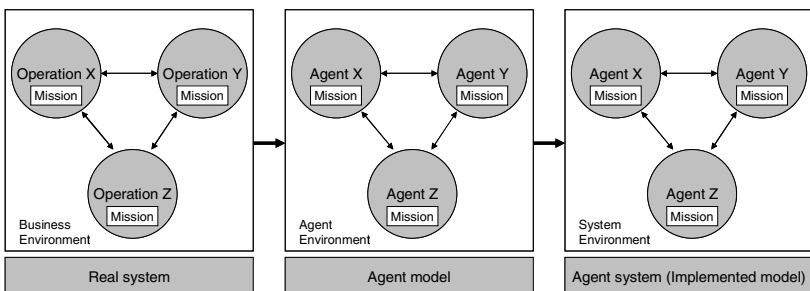 Operation X
Mission
Operation Y
Mission
Operation Z
Mission
Business
Environment
Real system
Agent X
Mission
Agent Y
Mission
Agent Z
Mission
Agent
Environment
Agent model
Agent X
Mission
Agent Y
Mission
Agent Z
Mission
System
Environment
Agent system (Implemented model)